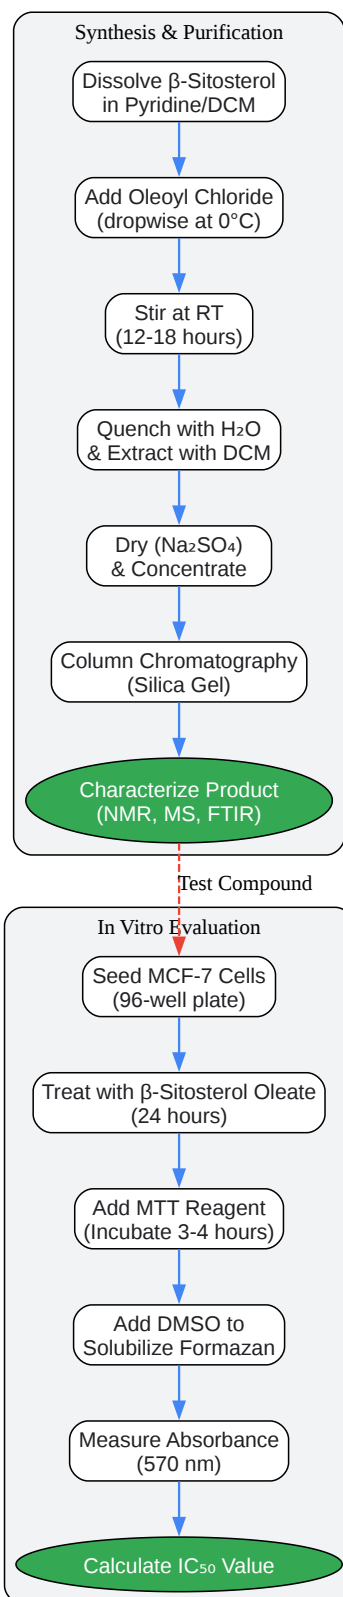 Synthesis & Purification
Dissolve β-Sitosterol
in Pyridine/DCM
Add Oleoyl Chloride
(dropwise at 0°C)
Stir at RT
(12-18 hours)
Quench with H₂O
& Extract with DCM
Dry (Na₂SO₄)
& Concentrate
Column Chromatography
(Silica Gel)
Characterize Product
(NMR, MS, FTIR)
Test Compound
In Vitro Evaluation
Seed MCF-7 Cells
(96-well plate)
Treat with β-Sitosterol Oleate
(24 hours)
Add MTT Reagent
(Incubate 3-4 hours)
Add DMSO to
Solubilize Formazan
Measure Absorbance
(570 nm)
Calculate IC₅₀ Value